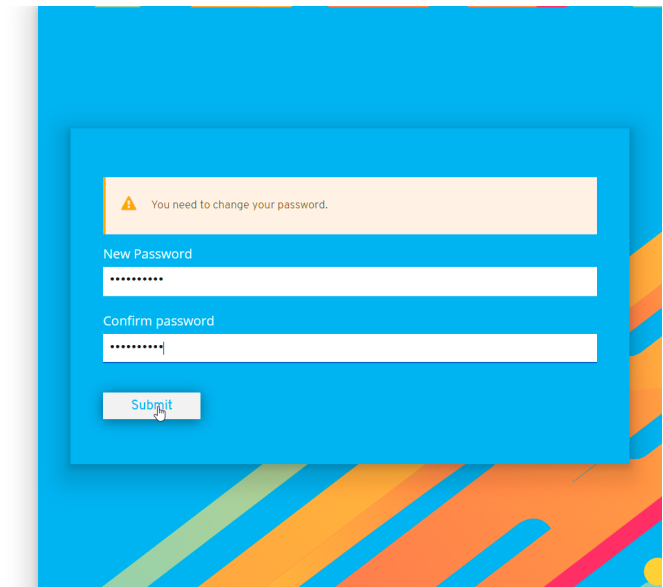 You need to change your password.
New Password
••••••••••
Confirm password
••••••••••
Submit